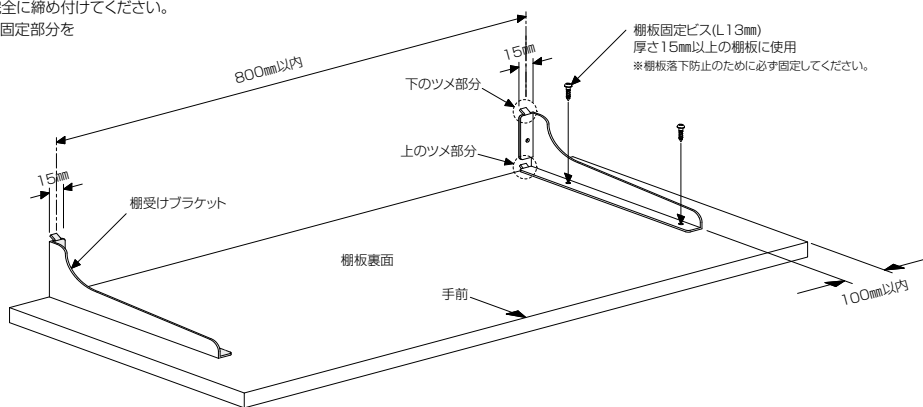 全に締め付けてください。
固定部分を
800㎜以内
15㎜
棚板固定ビス(L13㎜)
厚さ15㎜以上の棚板に使用
※棚板落下防止のために必ず固定してください。
下のツメ部分
上のツメ部分
15㎜
棚受けブラケット
棚板裏面
手前
100㎜以内